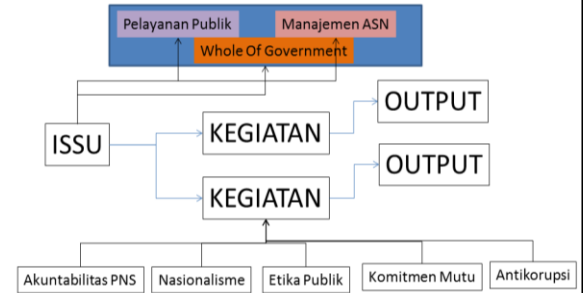 Pelayanan Publik
Manajemen ASN
Whole Of Government
OUTPUT
KEGIATAN
ISSU
OUTPUT
KEGIATAN
Akuntabilitas PNS
Nasionalisme
Etika Publik
Komitmen Mutu
Antikorupsi